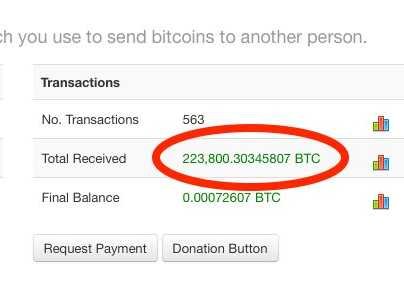 ch you use to send bitcoins to another person.
Transactions
No. Transactions 563
Total Received 223,800.30345807 BTC
Final Balance 0.00072607 BTC
Request Payment Donation Button